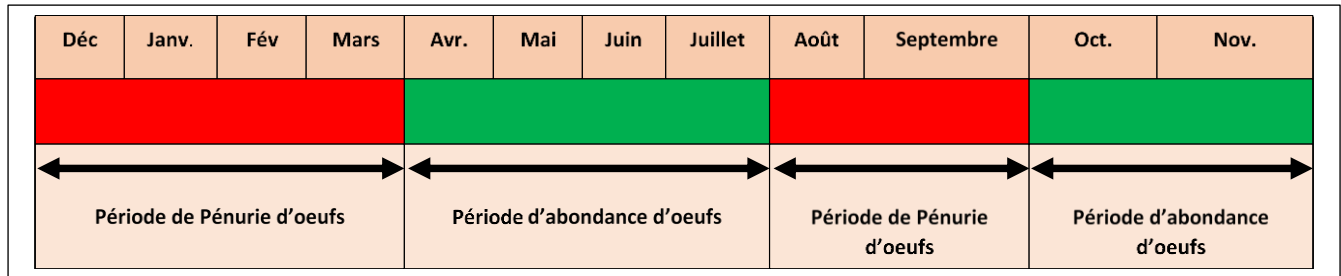 Déc Janv. Fév Mars Avr. Mai Juin Juillet Août Septembre Oct. Nov.
Période de Pénurie d'oeufs
Période d'abondance d'oeufs
Période de Pénurie
d'oeufs
Période d'abondance
d'oeufs